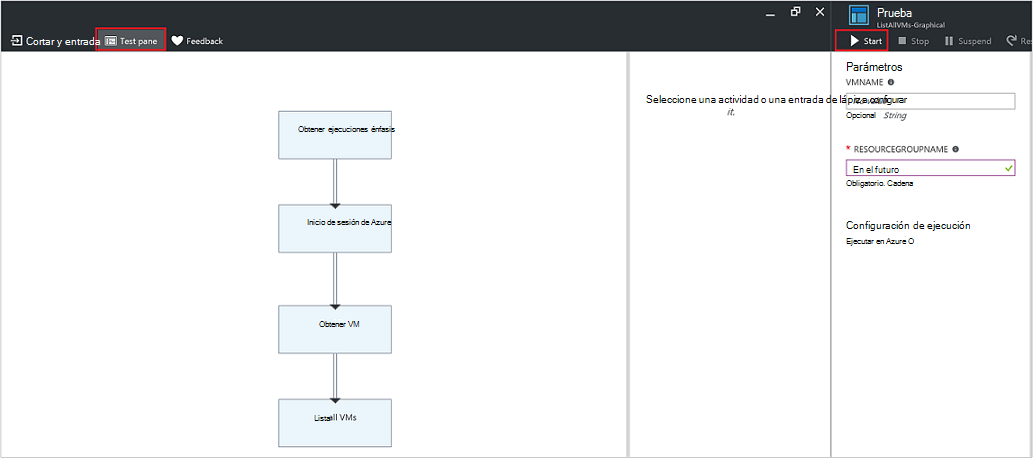 Prueba
ListAllVMs-Graphical
Cortar y entrada
Test pane
Feedback
Start
Stop
Suspend
Res
Seleccione una actividad o una entrada de lápiz a configurar
it.
Obtener ejecuciones énfasis
Inicio de sesión de Azure
Obtener VM
Listall VMs
Parámetros
VMNAME
Opcional String
* RESOURCEGROUPNAME
En el futuro
Obligatorio. Cadena
Configuración de ejecución
Ejecutar en Azure O